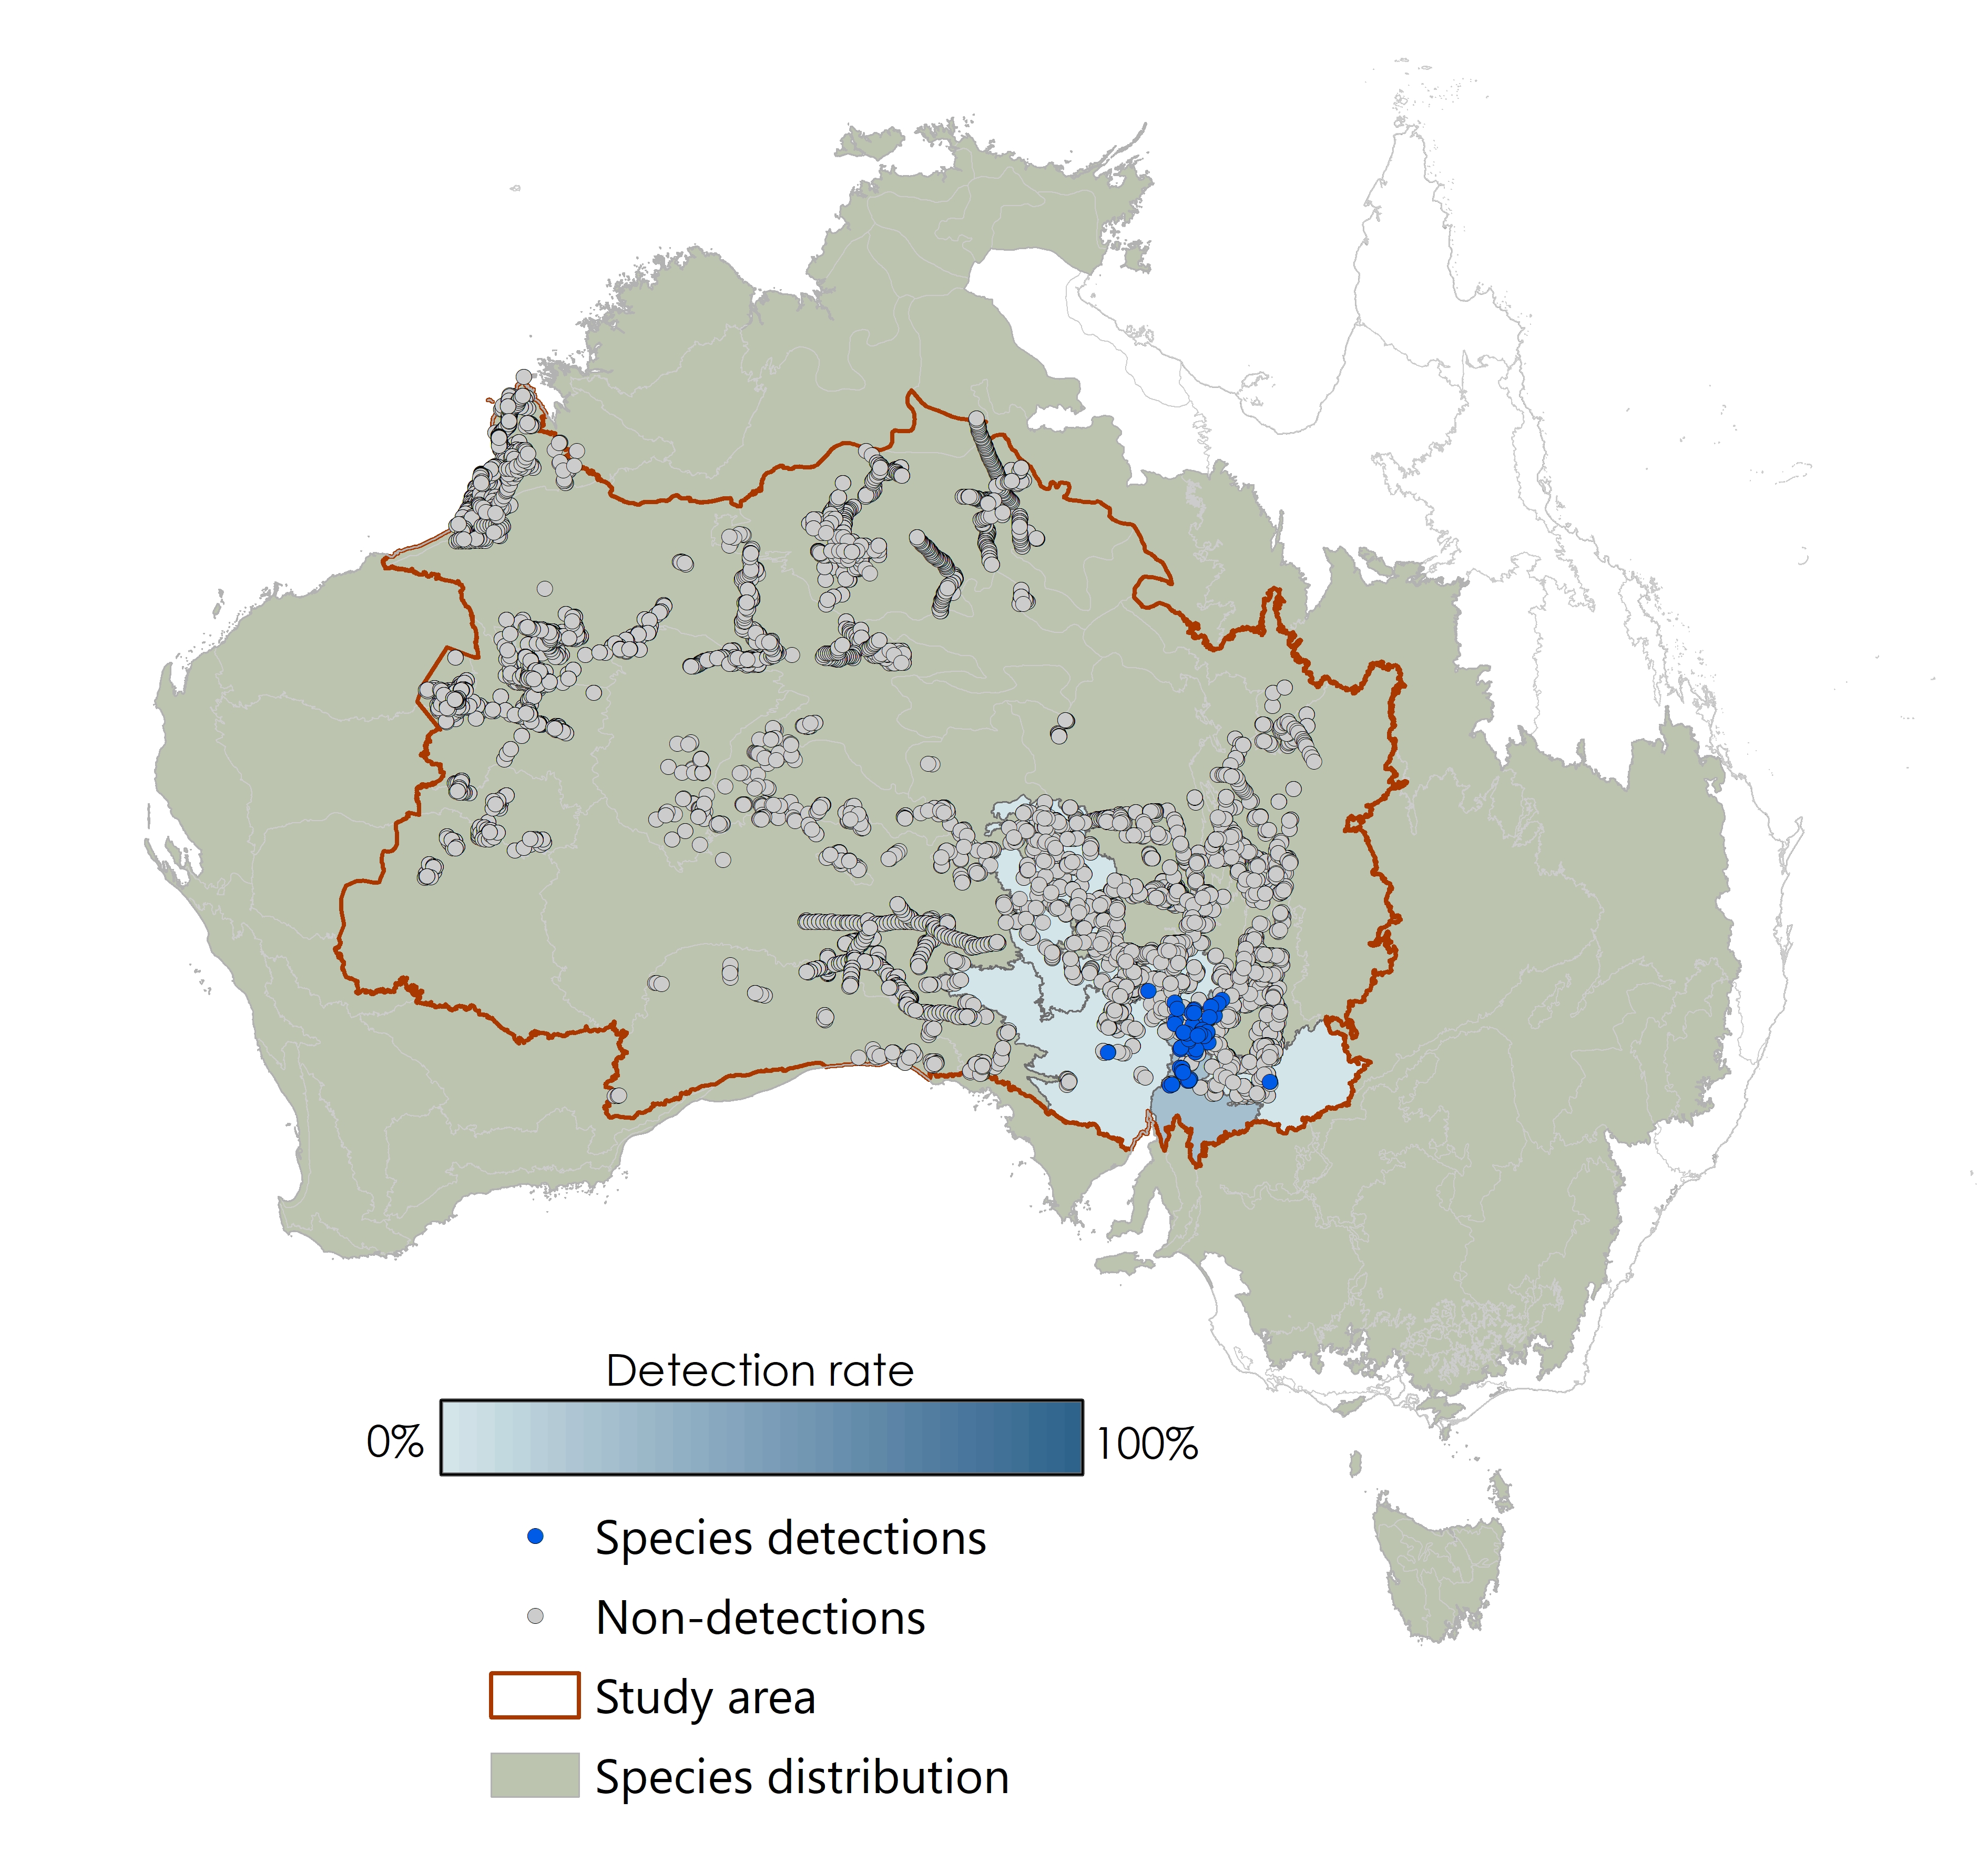 Detection rate
0% 100%
Species detections
Non-detections
Study area
Species distribution